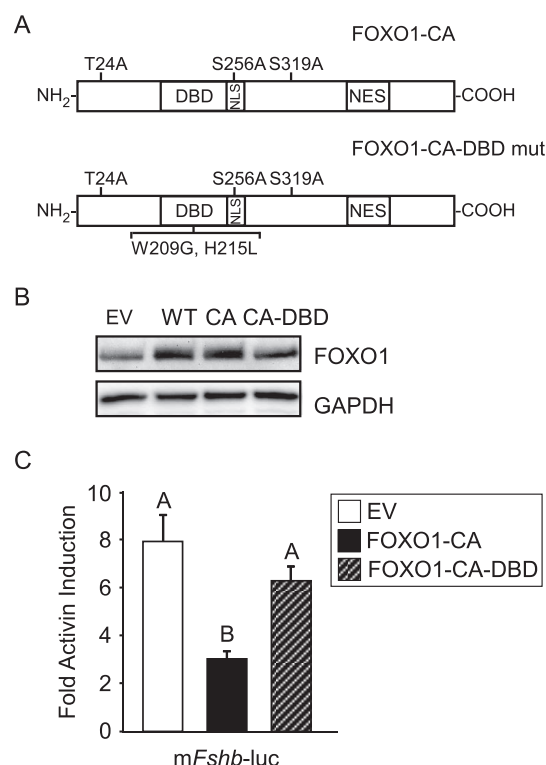 A
FOXO1-CA
T24A S256A S319A
NH2- DBD NLS NES -COOH
FOXO1-CA-DBD mut
T24A S256A S319A
NH2- DBD NLS NES -COOH
W209G, H215L
B
EV WT CA CA-DBD
FOXO1
GAPDH
C
Fold Activin Induction
10
8
6
4
2
0
A
B
A
mFshb-luc
EV
FOXO1-CA
FOXO1-CA-DBD